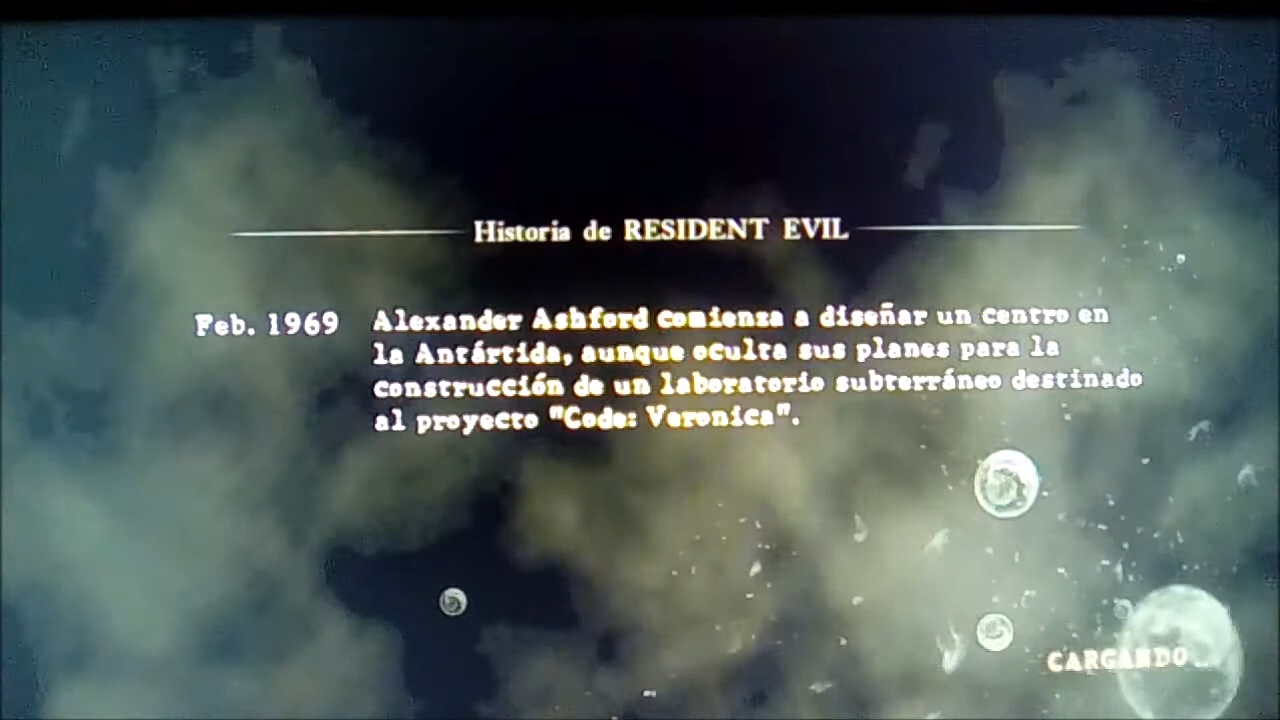 Historia de RESIDENT EVIL
Feb. 1969 Alexander Ashford comienza a diseñar un centro en
la Antártida, aunque oculta sus planes para la
construcción de un laboratorio subterráneo destinado
al proyecto "Code: Veronica".
CARGANDO...